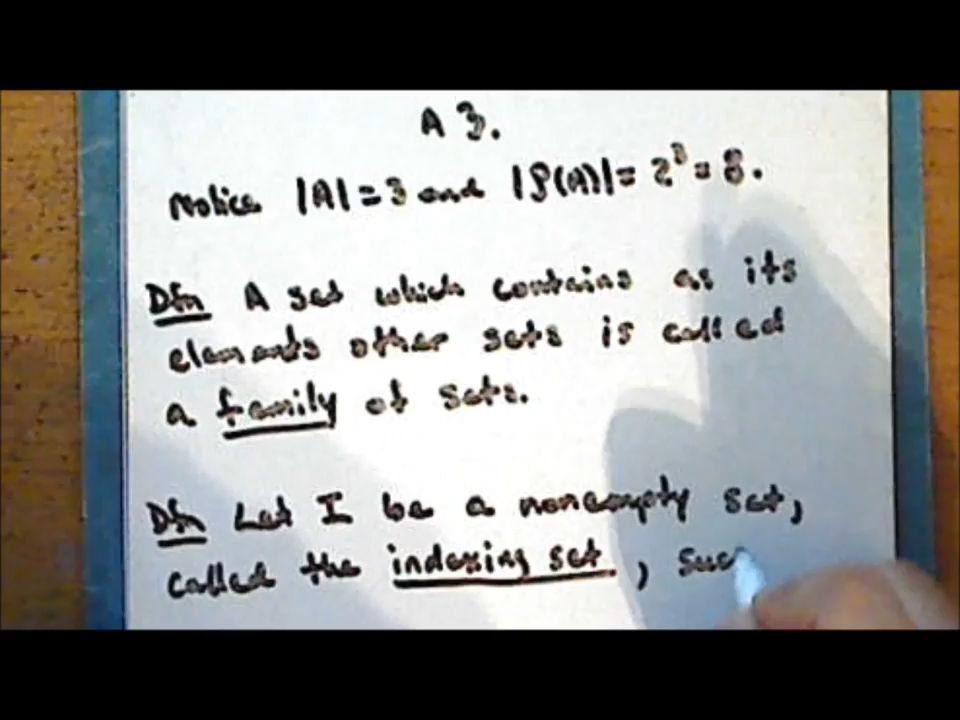 A 3.
Notice |A| = 3 and |P(A)| = 2³ = 8.
Dfn A set which contains as its
elements other sets is called
a family of sets.
Dfn Let I be a nonempty set,
called the indexing set, suc